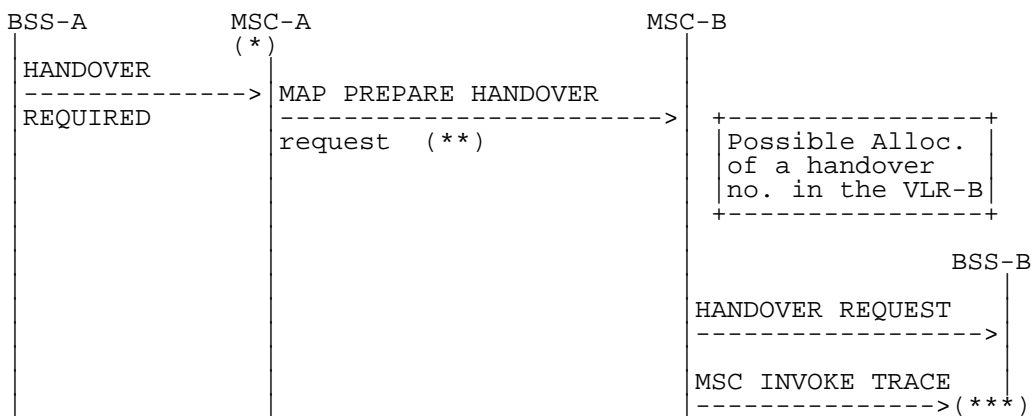 BSS-A MSC-A MSC-B
(*)
HANDOVER
REQUIRED
MAP PREPARE HANDOVER
request (**)
Possible Alloc.
of a handover
no. in the VLR-B
BSS-B
HANDOVER REQUEST
MSC INVOKE TRACE
(***)